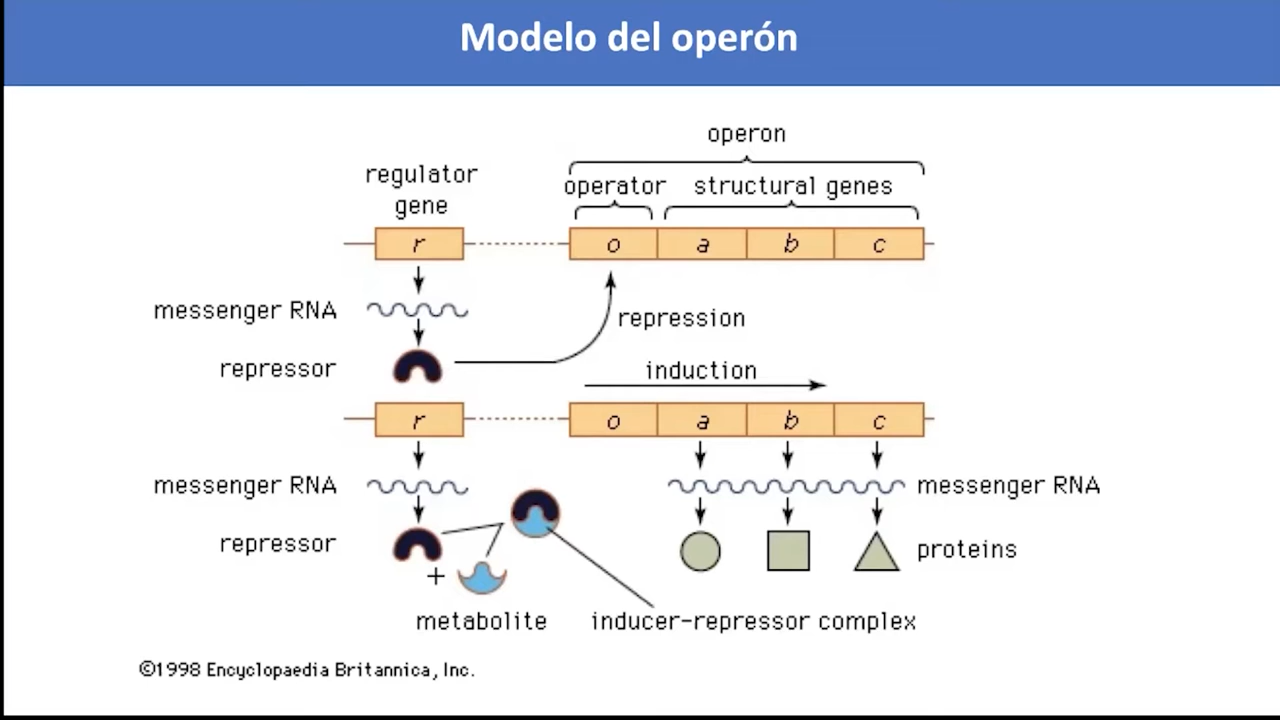 Modelo del operón
operon
regulator
gene
operator structural genes
r o a b c
messenger RNA
repression
repressor
induction
r o a b c
messenger RNA messenger RNA
repressor proteins
+
metabolite inducer-repressor complex
©1998 Encyclopaedia Britannica, Inc.